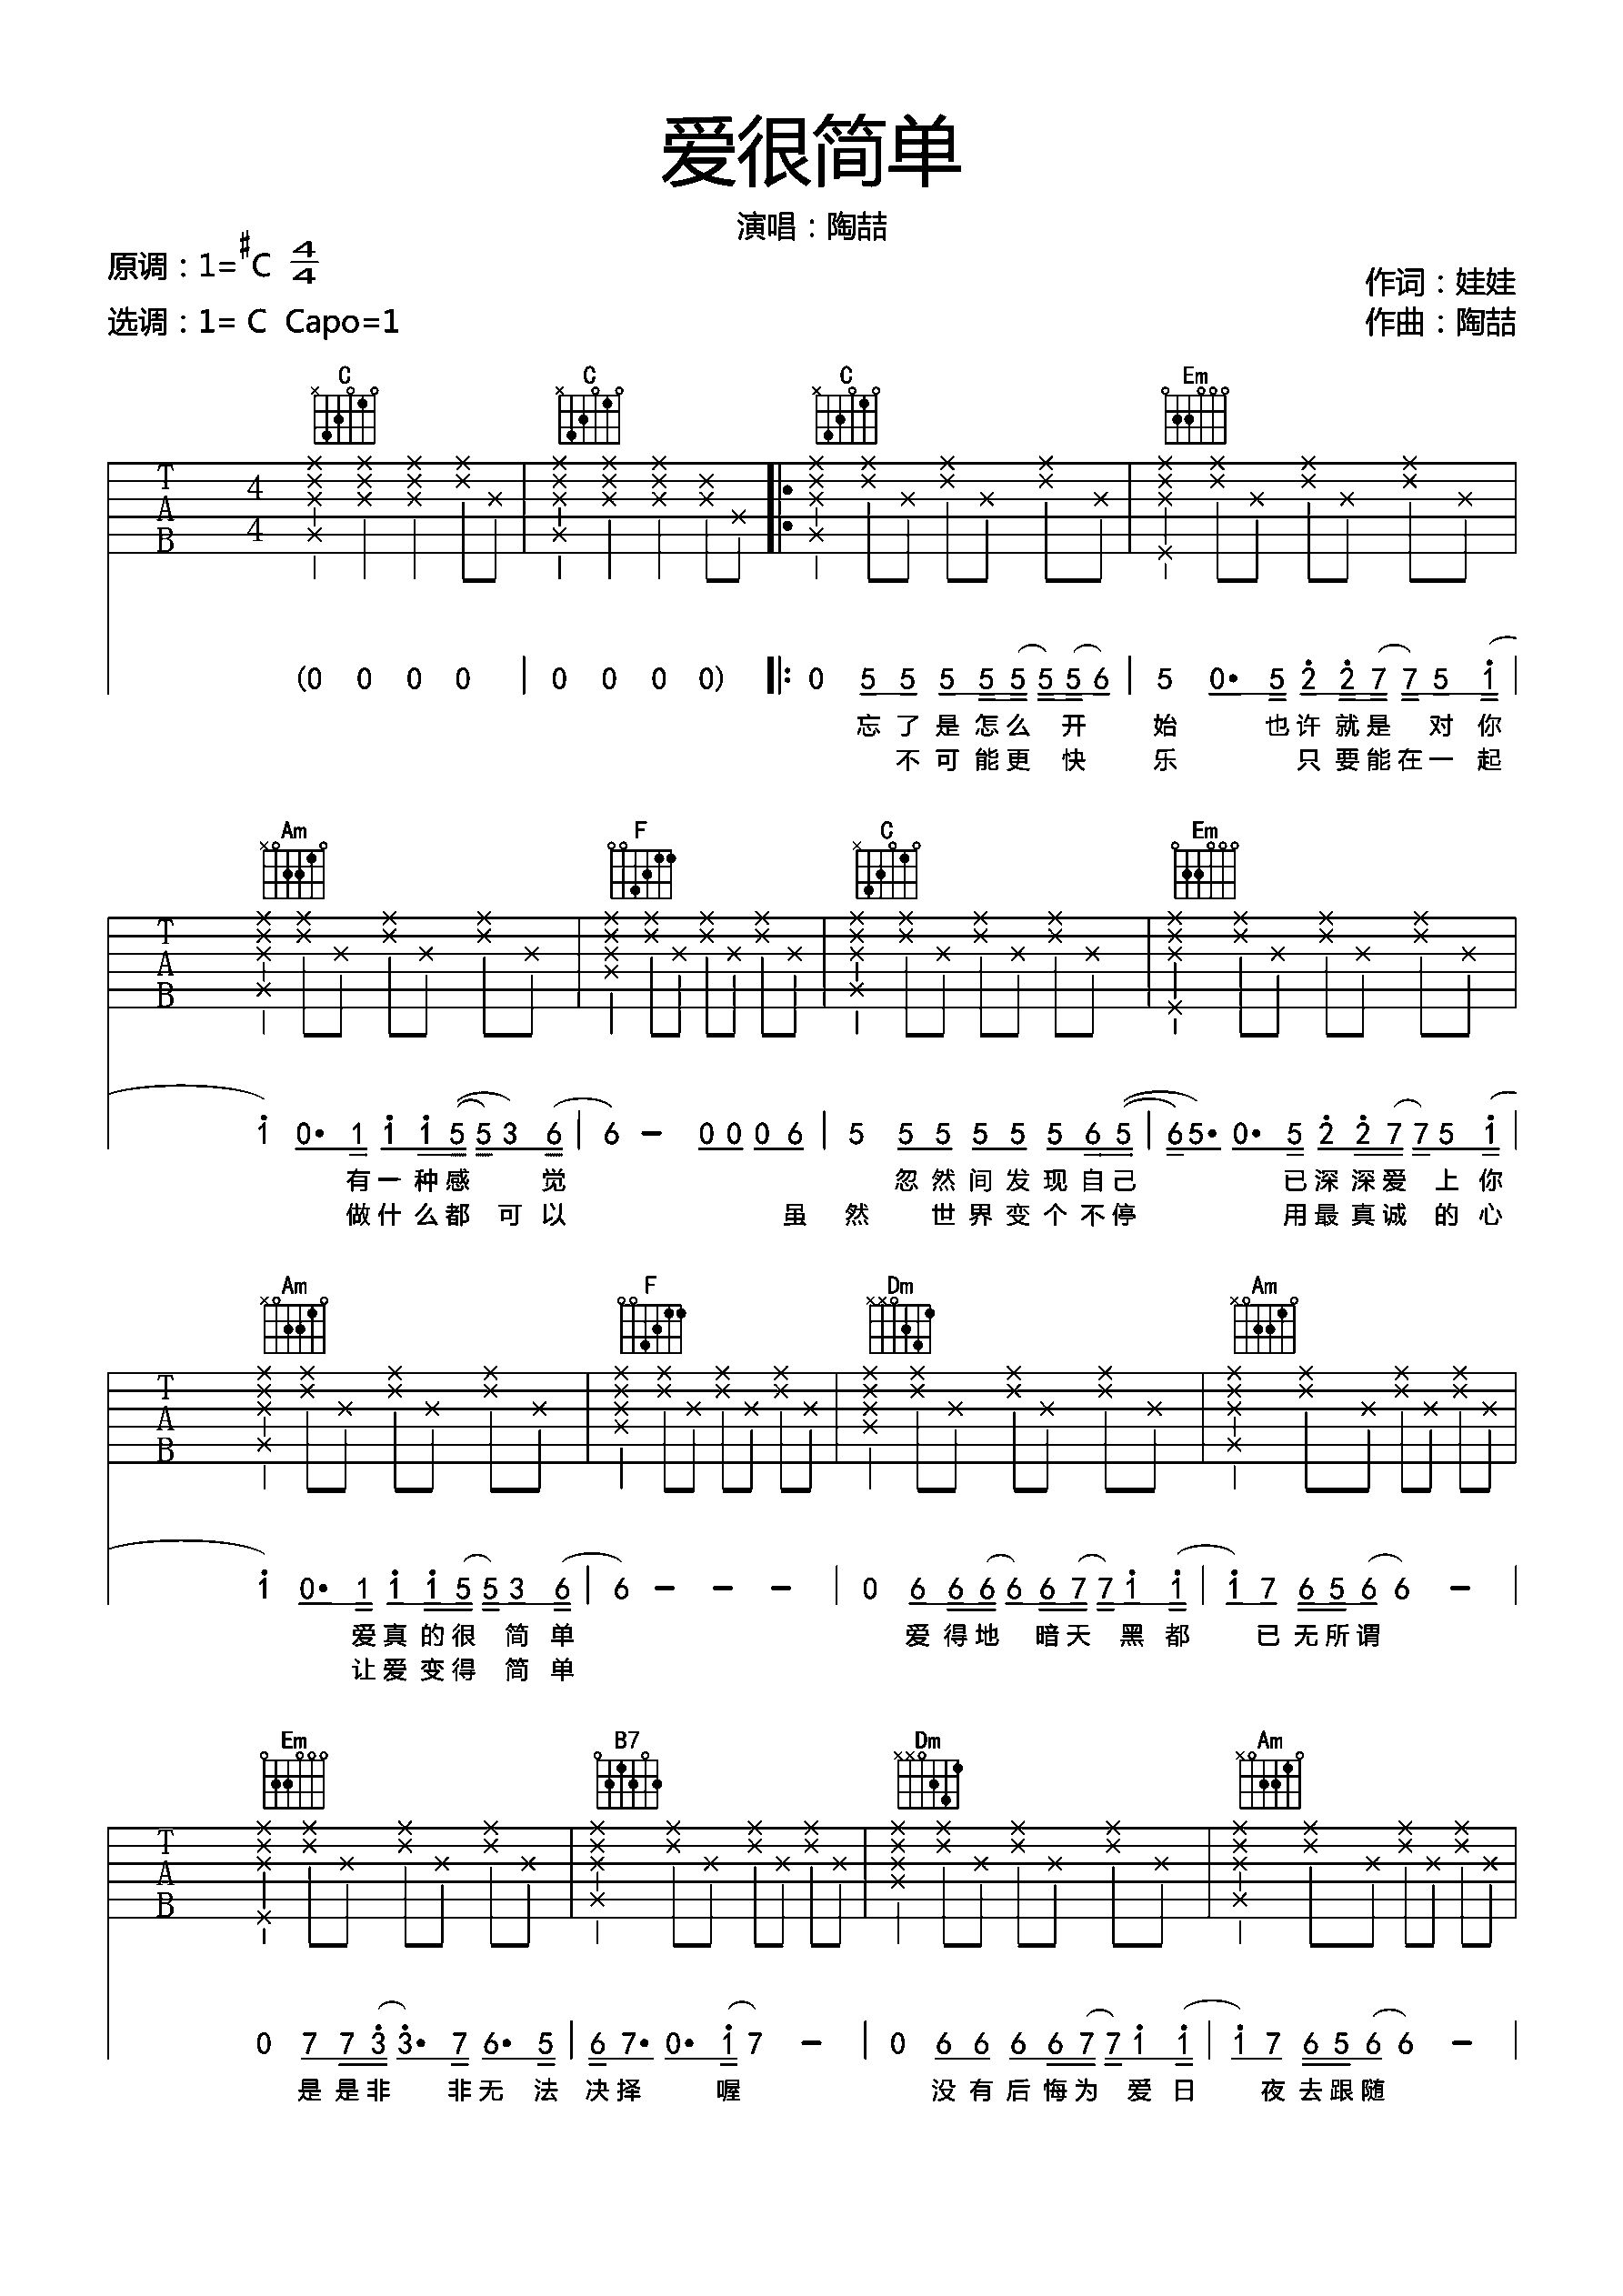 爱很简单
演唱：陶喆
原调：1=#C 4/4
作词：娃娃
选调：1= C Capo=1
作曲：陶喆
C C C Em
T A B 4 4
(0 0 0 0 | 0 0 0 0) |: 0 5 5 5 5 5 5 5 6 | 5 0· 5 2 2 7 7 5 1 |
忘了是怎么开始 也许就是 对你
不可能更快乐 只要能在一起
Am F C Em
T A B
1 0· 1 1 1 5 5 3 6 | 6 – 0 0 0 6 | 5 5 5 5 5 5 6 5 | 6 5· 0· 5 2 2 7 7 5 1 |
有一种感 觉 忽然间发现自己 已深深爱 上你
做什么都 可以 虽然 世界变个不停 用最真诚 的心
Am F Dm Am
T A B
1 0· 1 1 1 5 5 3 6 | 6 – – – | 0 6 6 6 6 6 7 7 1 1 | 1 7 6 5 6 6 – |
爱真的很 简单 爱得地 暗天 黑都 已无所谓
让爱变得 简单
Em B7 Dm Am
T A B
0 7 7 3 3· 7 6· 5 | 6 7· 0· 1 7 – | 0 6 6 6 6 7 7 1 1 | 1 7 6 5 6 6 – |
是是非 非无法 决择 喔 没有后悔为 爱日 夜去跟随